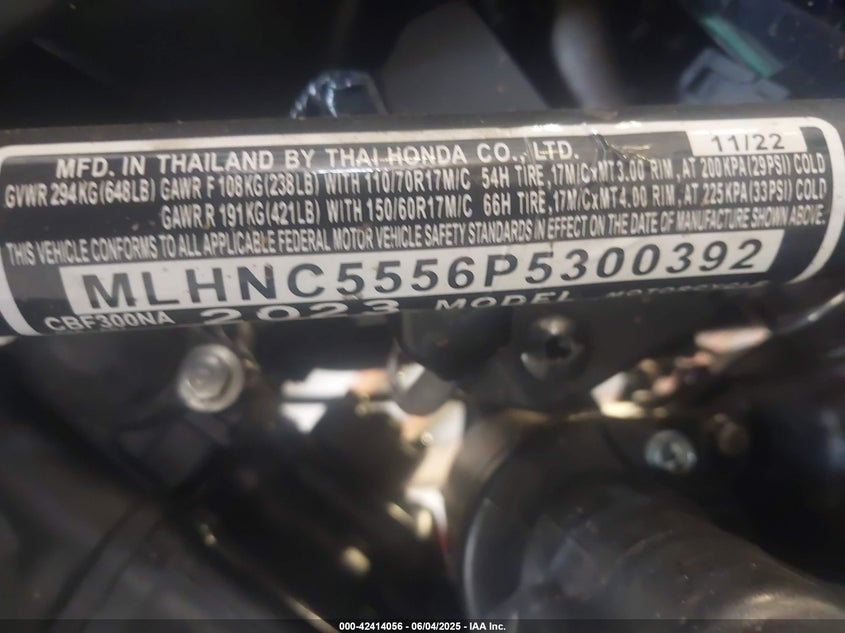 11/22
MFD. IN THAILAND BY THAI HONDA CO., LTD.
GVWR 294KG(648LB) GAWR F 108KG(238LB) WITH 110/70R17M/C 54H TIRE,17M/CxMT3.00 RIM,AT 200KPA(29PSI) COLD
GAWR R 191KG(421LB) WITH 150/60R17M/C 66H TIRE,17M/CxMT4.00 RIM,AT 225KPA(33PSI) COLD
THIS VEHICLE CONFORMS TO ALL APPLICABLE FEDERAL MOTOR VEHICLE SAFETY STANDARDS IN EFFECT ON THE DATE OF MANUFACTURE SHOWN ABOVE.
MLHNC5556P5300392
CBF300NA 2023 MODEL MOTORCYCLE
000-42414056 | 06/04/2025 | IAA Inc.